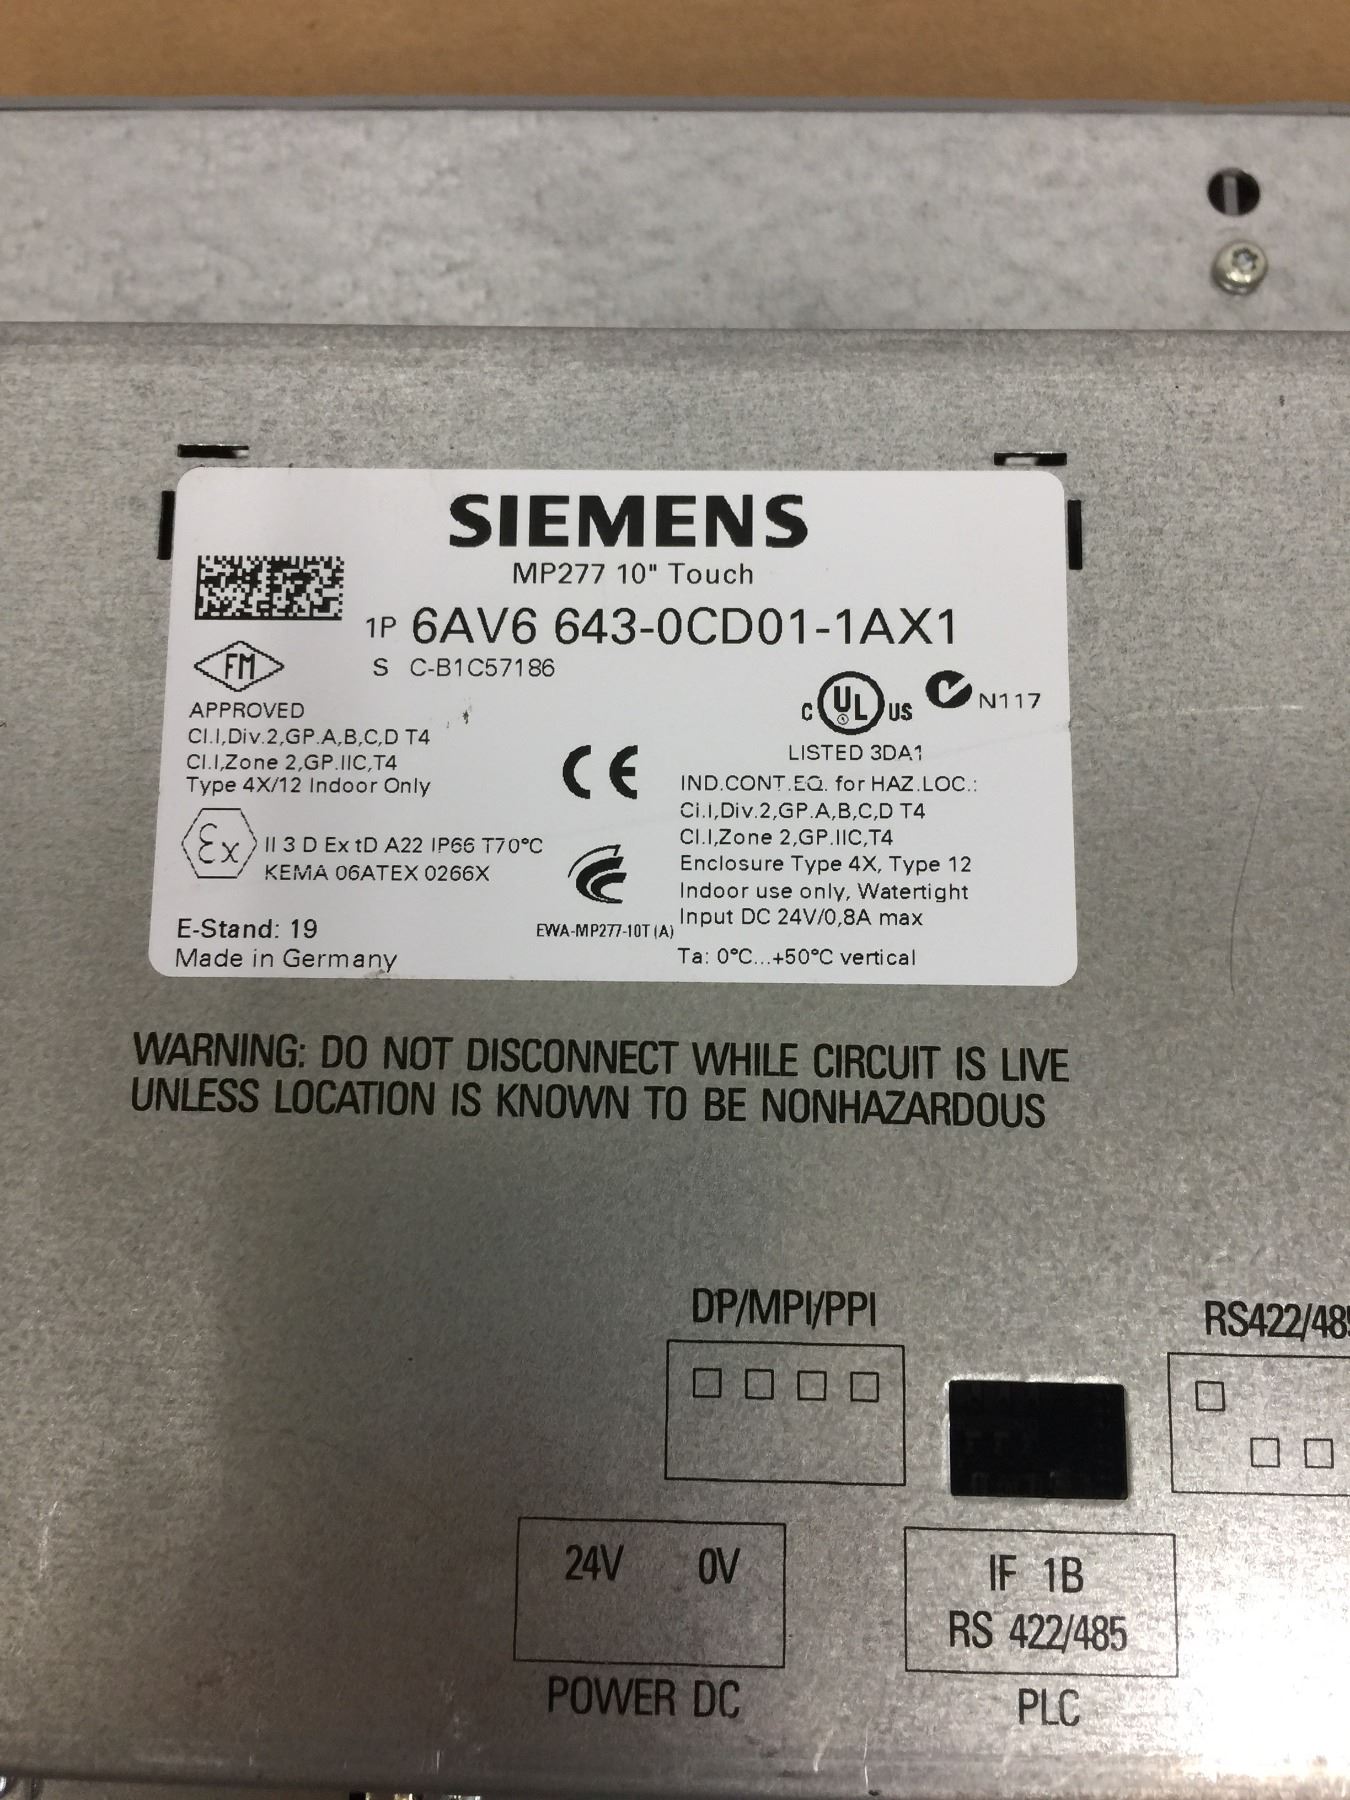 SIEMENS
MP277 10" Touch
1P 6AV6 643-0CD01-1AX1
S C-B1C57186
FM
APPROVED
Cl.I,Div.2,GP.A,B,C,D T4
Cl.I,Zone 2,GP.IIC,T4
Type 4X/12 Indoor Only
Ex II 3 D Ex tD A22 IP66 T70°C
KEMA 06ATEX 0266X
E-Stand: 19
Made in Germany
CE
EWA-MP277-10T (A)
C UL US N117
LISTED 3DA1
IND.CONT.EQ. for HAZ.LOC.:
Cl.I,Div.2,GP.A,B,C,D T4
Cl.I,Zone 2,GP.IIC,T4
Enclosure Type 4X, Type 12
Indoor use only, Watertight
Input DC 24V/0,8A max
Ta: 0°C...+50°C vertical
WARNING: DO NOT DISCONNECT WHILE CIRCUIT IS LIVE
UNLESS LOCATION IS KNOWN TO BE NONHAZARDOUS
DP/MPI/PPI
RS422/485
24V 0V
POWER DC
IF 1B
RS 422/485
PLC